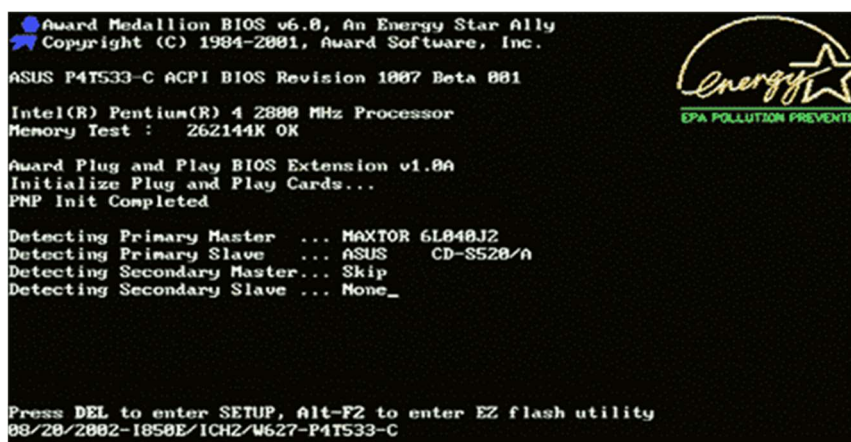 Award Medallion BIOS v6.0, An Energy Star Ally
Copyright (C) 1984-2001, Award Software, Inc.
energy
EPA POLLUTION PREVENTE
ASUS P4T533-C ACPI BIOS Revision 1007 Beta 001
Intel(R) Pentium(R) 4 2800 MHz Processor
Memory Test :   262144K OK
Award Plug and Play BIOS Extension v1.0A
Initialize Plug and Play Cards...
PNP Init Completed
Detecting Primary Master   ... MAXTOR 6L040J2
Detecting Primary Slave    ... ASUS     CD-S520/A
Detecting Secondary Master... Skip
Detecting Secondary Slave  ... None_
Press DEL to enter SETUP, Alt-F2 to enter EZ flash utility
08/20/2002-I850E/ICH2/W627-P4T533-C